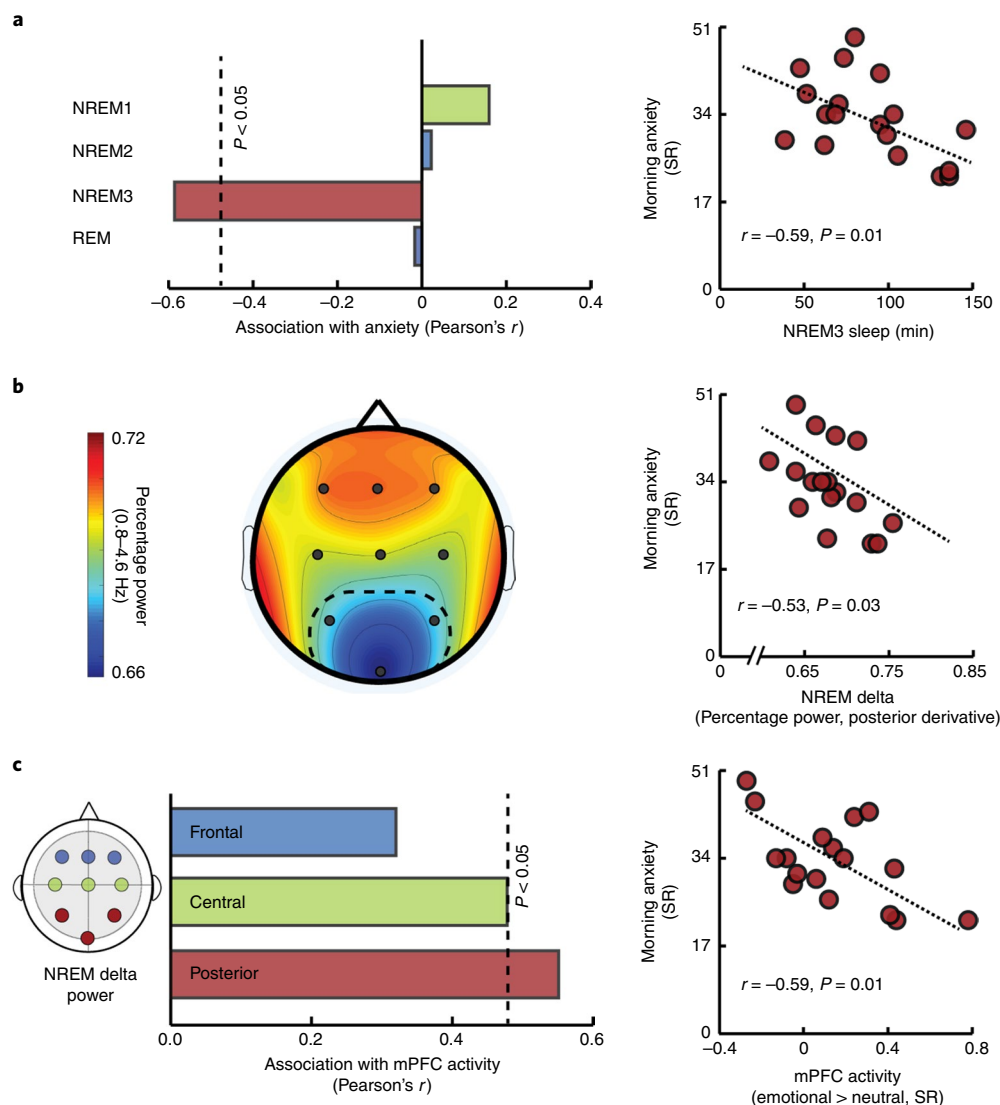 a
NREM1
NREM2
NREM3
REM
P < 0.05
–0.6
–0.4
–0.2
0
0.2
0.4
Association with anxiety (Pearson's r)
51
34
17
0
Morning anxiety
(SR)
r = –0.59, P = 0.01
0
50
100
150
NREM3 sleep (min)
b
0.72
0.66
Percentage power
(0.8–4.6 Hz)
51
34
17
0
Morning anxiety
(SR)
r = –0.53, P = 0.03
0
0.65
0.75
0.85
NREM delta
(Percentage power, posterior derivative)
c
NREM delta
power
Frontal
Central
Posterior
P < 0.05
0.0
0.2
0.4
0.6
Association with mPFC activity
(Pearson's r)
51
34
17
0
Morning anxiety
(SR)
r = –0.59, P = 0.01
–0.4
0
0.4
0.8
mPFC activity
(emotional > neutral, SR)